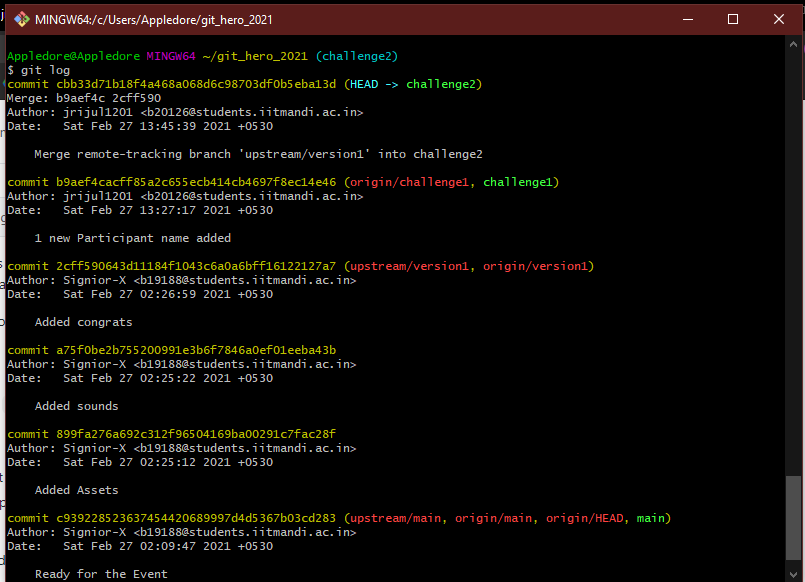 MINGW64:/c/Users/Appledore/git_hero_2021
Appledore@Appledore MINGW64 ~/git_hero_2021 (challenge2)
$ git log
commit cbb33d71b18f4a468a068d6c98703df0b5eba13d (HEAD -> challenge2)
Merge: b9aef4c 2cff590
Author: jrijul1201 <b20126@students.iitmandi.ac.in>
Date:   Sat Feb 27 13:45:39 2021 +0530
    Merge remote-tracking branch 'upstream/version1' into challenge2
commit b9aef4cacff85a2c655ecb414cb4697f8ec14e46 (origin/challenge1, challenge1)
Author: jrijul1201 <b20126@students.iitmandi.ac.in>
Date:   Sat Feb 27 13:27:17 2021 +0530
    1 new Participant name added
commit 2cff590643d11184f1043c6a0a6bff16122127a7 (upstream/version1, origin/version1)
Author: Signior-X <b19188@students.iitmandi.ac.in>
Date:   Sat Feb 27 02:26:59 2021 +0530
    Added congrats
commit a75f0be2b755200991e3b6f7846a0ef01eeba43b
Author: Signior-X <b19188@students.iitmandi.ac.in>
Date:   Sat Feb 27 02:25:22 2021 +0530
    Added sounds
commit 899fa276a692c312f96504169ba00291c7fac28f
Author: Signior-X <b19188@students.iitmandi.ac.in>
Date:   Sat Feb 27 02:25:12 2021 +0530
    Added Assets
commit c939228523637454420689997d4d5367b03cd283 (upstream/main, origin/main, origin/HEAD, main)
Author: Signior-X <b19188@students.iitmandi.ac.in>
Date:   Sat Feb 27 02:09:47 2021 +0530
    Ready for the Event